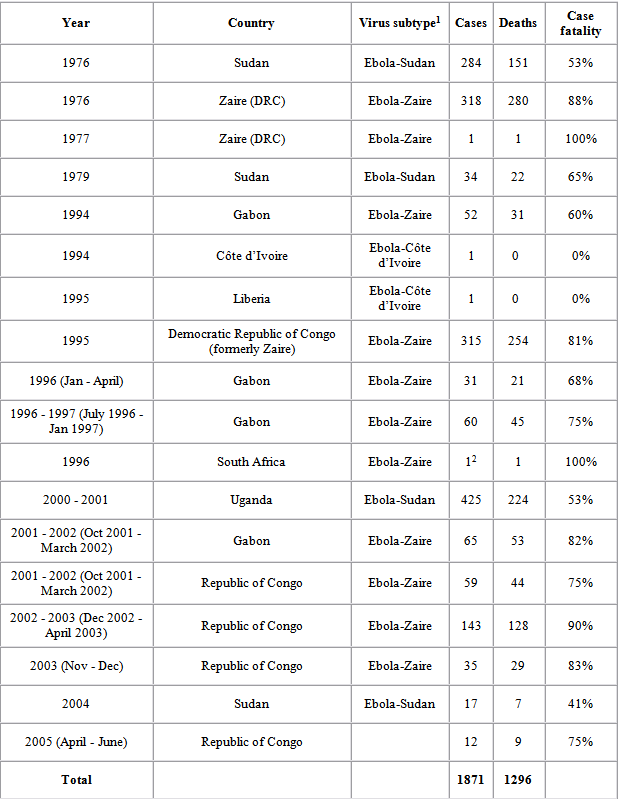 Year Country Virus subtype1 Cases Deaths Case fatality
1976 Sudan Ebola-Sudan 284 151 53%
1976 Zaire (DRC) Ebola-Zaire 318 280 88%
1977 Zaire (DRC) Ebola-Zaire 1 1 100%
1979 Sudan Ebola-Sudan 34 22 65%
1994 Gabon Ebola-Zaire 52 31 60%
1994 Côte d’Ivoire Ebola-Côte d’Ivoire 1 0 0%
1995 Liberia Ebola-Côte d’Ivoire 1 0 0%
1995 Democratic Republic of Congo (formerly Zaire) Ebola-Zaire 315 254 81%
1996 (Jan - April) Gabon Ebola-Zaire 31 21 68%
1996 - 1997 (July 1996 - Jan 1997) Gabon Ebola-Zaire 60 45 75%
1996 South Africa Ebola-Zaire 1² 1 100%
2000 - 2001 Uganda Ebola-Sudan 425 224 53%
2001 - 2002 (Oct 2001 - March 2002) Gabon Ebola-Zaire 65 53 82%
2001 - 2002 (Oct 2001 - March 2002) Republic of Congo Ebola-Zaire 59 44 75%
2002 - 2003 (Dec 2002 - April 2003) Republic of Congo Ebola-Zaire 143 128 90%
2003 (Nov - Dec) Republic of Congo Ebola-Zaire 35 29 83%
2004 Sudan Ebola-Sudan 17 7 41%
2005 (April - June) Republic of Congo 12 9 75%
Total 1871 1296